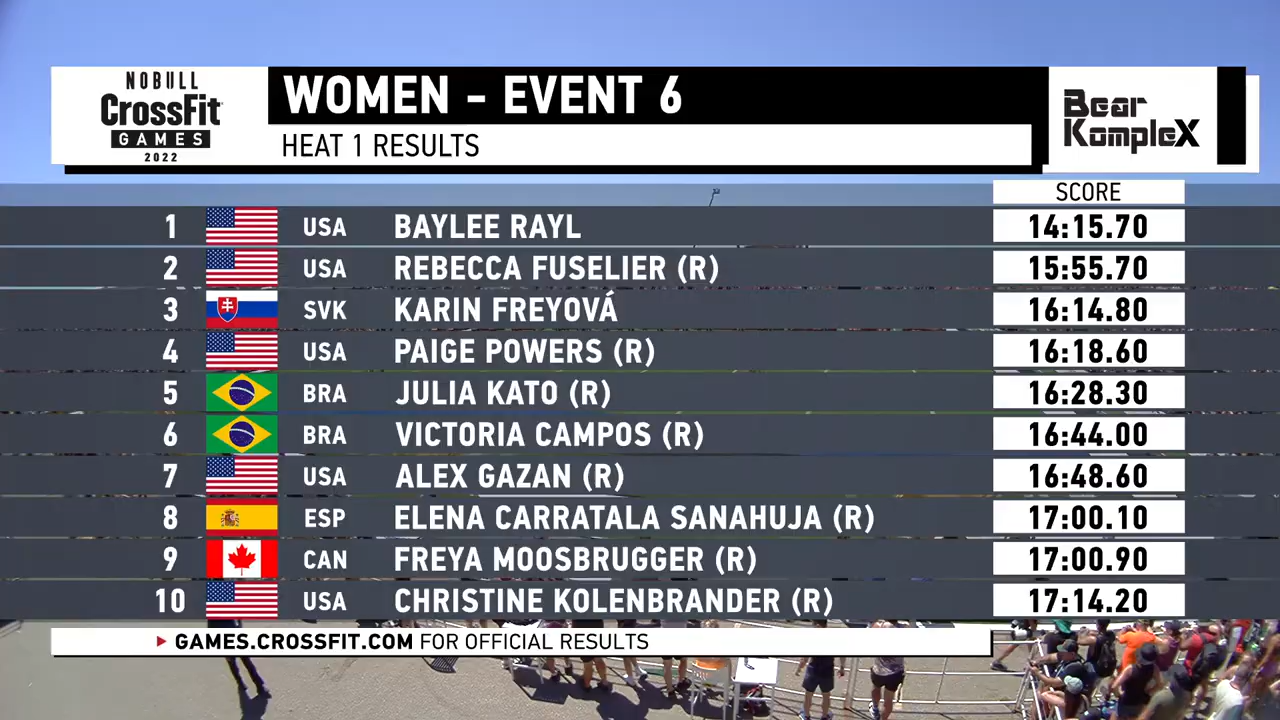 NOBULL
CrossFit
GAMES
2022
WOMEN - EVENT 6
HEAT 1 RESULTS
Bear
KompleX
SCORE
1 USA BAYLEE RAYL 14:15.70
2 USA REBECCA FUSELIER (R) 15:55.70
3 SVK KARIN FREYOVÁ 16:14.80
4 USA PAIGE POWERS (R) 16:18.60
5 BRA JULIA KATO (R) 16:28.30
6 BRA VICTORIA CAMPOS (R) 16:44.00
7 USA ALEX GAZAN (R) 16:48.60
8 ESP ELENA CARRATALA SANAHUJA (R) 17:00.10
9 CAN FREYA MOOSBRUGGER (R) 17:00.90
10 USA CHRISTINE KOLENBRANDER (R) 17:14.20
GAMES.CROSSFIT.COM FOR OFFICIAL RESULTS